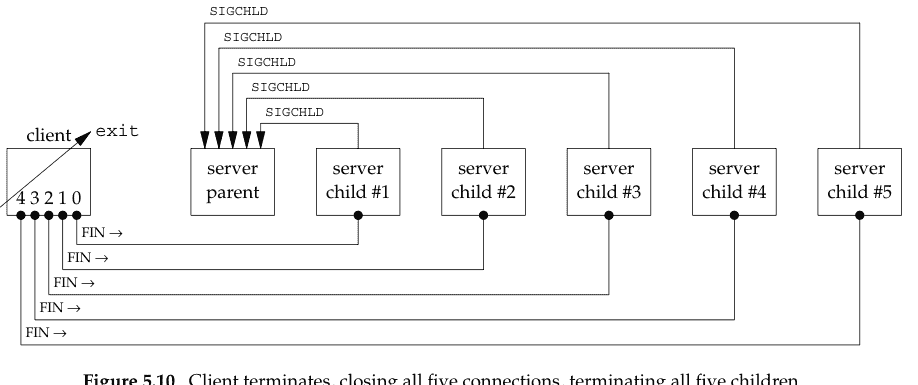 SIGCHLD
SIGCHLD
SIGCHLD
SIGCHLD
SIGCHLD
client
exit
4 3 2 1 0
server
parent
server
child #1
server
child #2
server
child #3
server
child #4
server
child #5
FIN →
FIN →
FIN →
FIN →
FIN →
Figure 5.10 Client terminates, closing all five connections, terminating all five children.